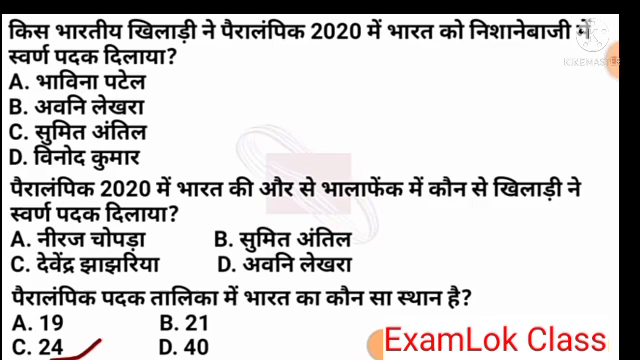 किस भारतीय खिलाड़ी ने पैरालंपिक 2020 में भारत को निशानेबाजी में
स्वर्ण पदक दिलाया?
KINEMASTER
A. भाविना पटेल
B. अवनि लेखरा
C. सुमित अंतिल
D. विनोद कुमार
पैरालंपिक 2020 में भारत की और से भालाफेंक में कौन से खिलाड़ी ने
स्वर्ण पदक दिलाया?
A. नीरज चोपड़ा B. सुमित अंतिल
C. देवेंद्र झाझरिया D. अवनि लेखरा
पैरालंपिक पदक तालिका में भारत का कौन सा स्थान है?
A. 19 B. 21
C. 24 D. 40
ExamLok Class